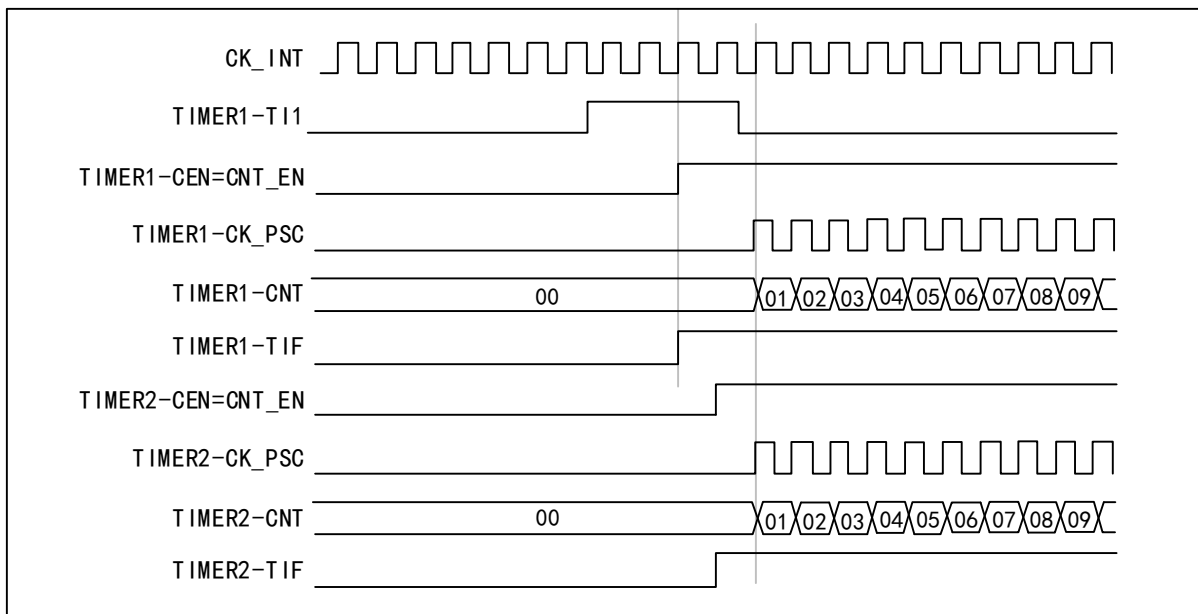 CK_INT
TIMER1-TI1
TIMER1-CEN=CNT_EN
TIMER1-CK_PSC
TIMER1-CNT 00 01 02 03 04 05 06 07 08 09
TIMER1-TIF
TIMER2-CEN=CNT_EN
TIMER2-CK_PSC
TIMER2-CNT 00 01 02 03 04 05 06 07 08 09
TIMER2-TIF